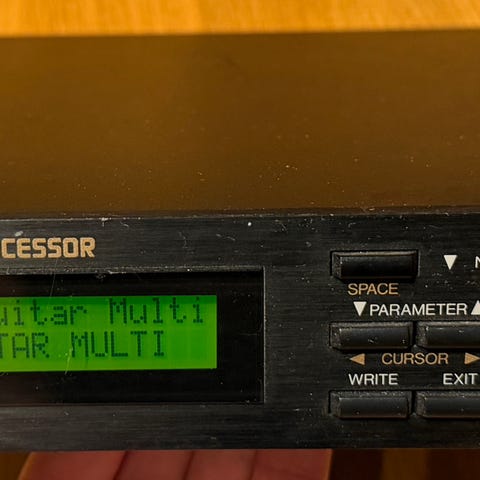 CESSOR
uitar Multi
TAR MULTI
SPACE
▼ N
▼PARAMETER▲
◀ CURSOR ▶
WRITE EXIT